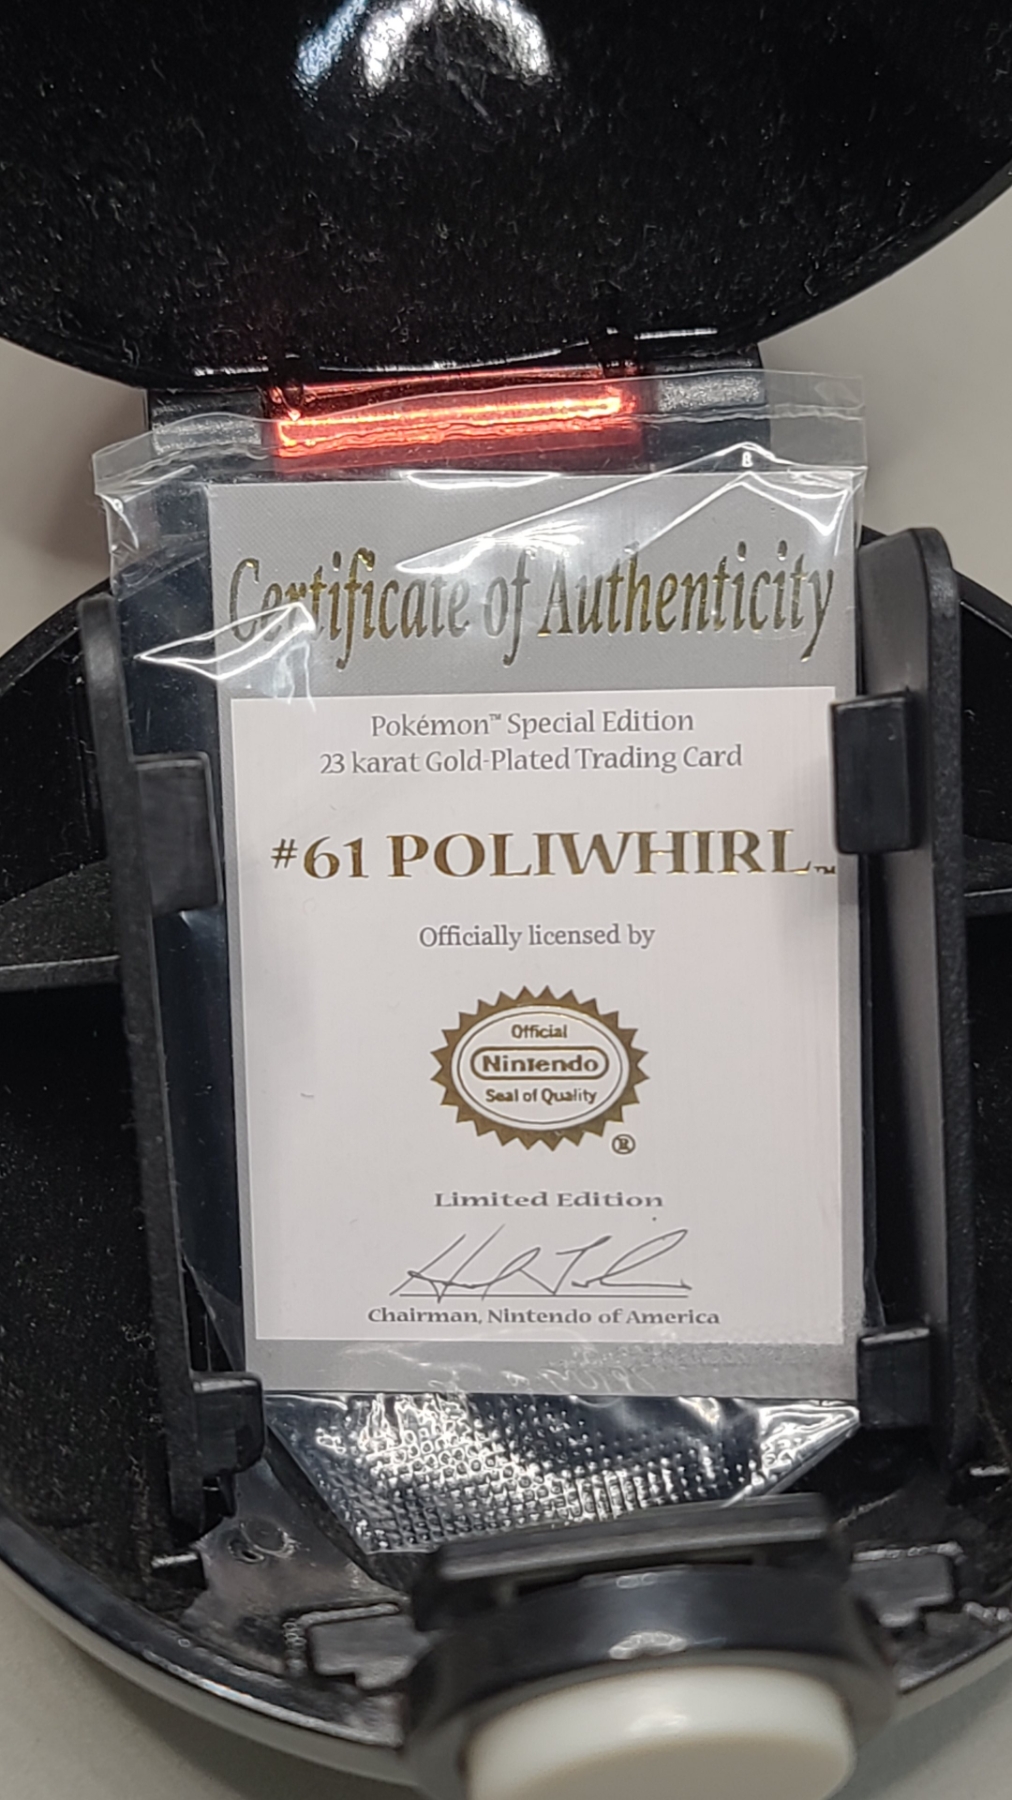 Certificate of Authenticity
Pokémon™ Special Edition
23 karat Gold-Plated Trading Card
#61 POLIWHIRL™
Officially licensed by
Official
Nintendo
Seal of Quality
®
Limited Edition
Chairman, Nintendo of America